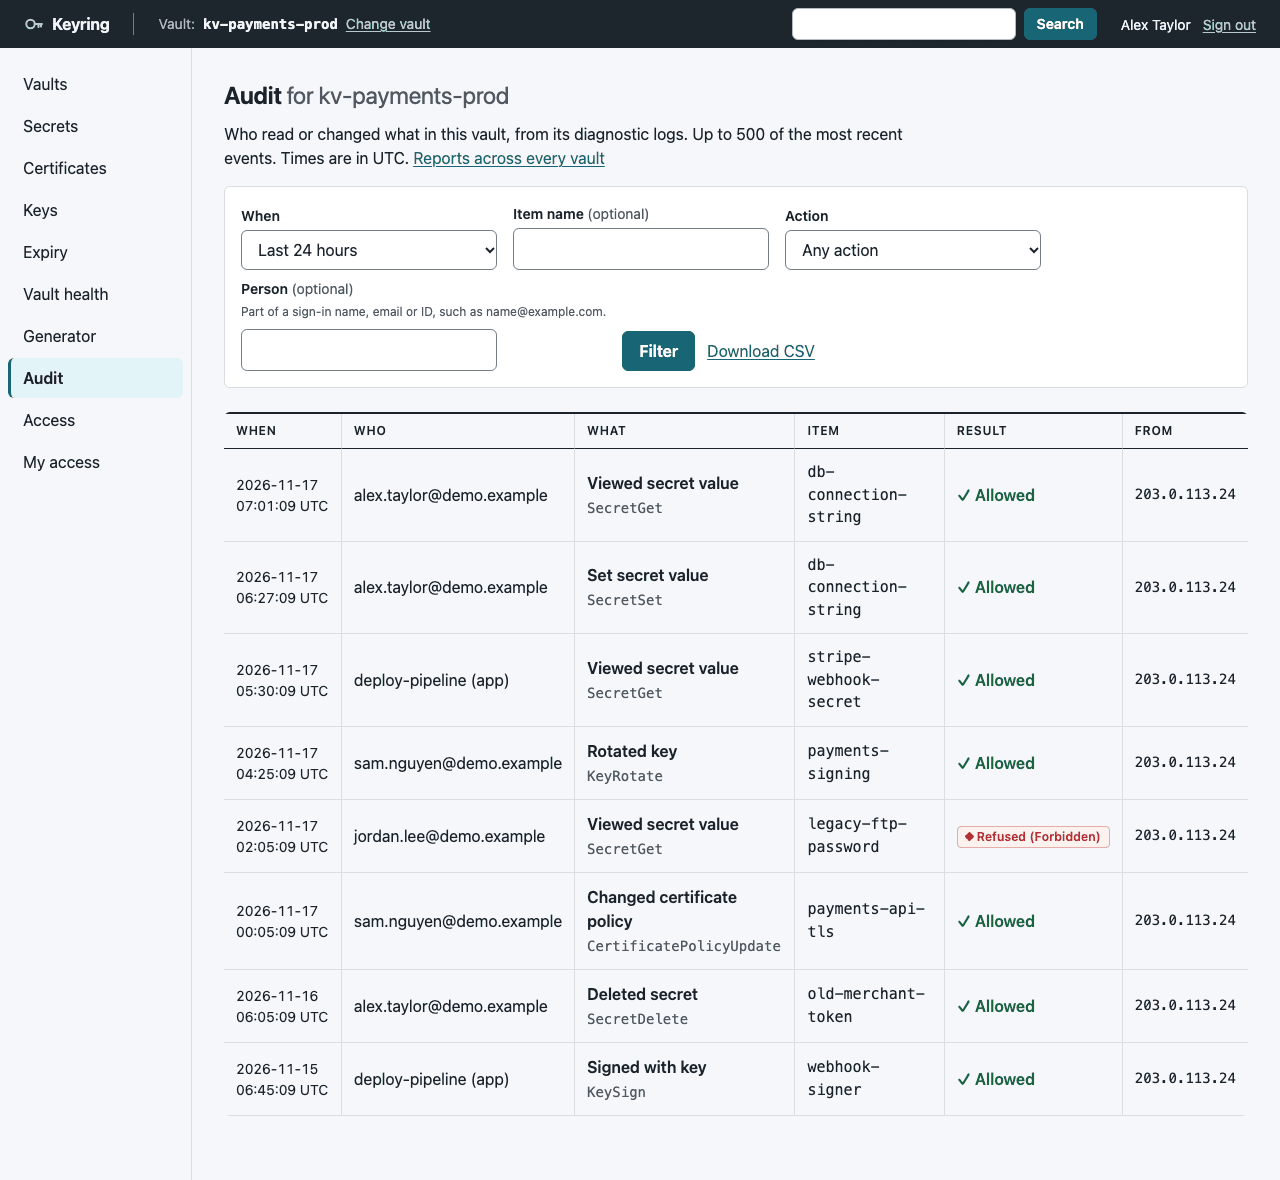 Keyring
Vault: kv-payments-prod Change vault
Search
Alex Taylor Sign out
Vaults
Secrets
Certificates
Keys
Expiry
Vault health
Generator
Audit
Access
My access
Audit for kv-payments-prod
Who read or changed what in this vault, from its diagnostic logs. Up to 500 of the most recent
events. Times are in UTC. Reports across every vault
When
Last 24 hours
Item name (optional)
Action
Any action
Person (optional)
Part of a sign-in name, email or ID, such as name@example.com.
Filter
Download CSV
WHEN WHO WHAT ITEM RESULT FROM
2026-11-17
07:01:09 UTC
alex.taylor@demo.example
Viewed secret value
SecretGet
db-
connection-
string
✓ Allowed
203.0.113.24
2026-11-17
06:27:09 UTC
alex.taylor@demo.example
Set secret value
SecretSet
db-
connection-
string
✓ Allowed
203.0.113.24
2026-11-17
05:30:09 UTC
deploy-pipeline (app)
Viewed secret value
SecretGet
stripe-
webhook-
secret
✓ Allowed
203.0.113.24
2026-11-17
04:25:09 UTC
sam.nguyen@demo.example
Rotated key
KeyRotate
payments-
signing
✓ Allowed
203.0.113.24
2026-11-17
02:05:09 UTC
jordan.lee@demo.example
Viewed secret value
SecretGet
legacy-ftp-
password
◆ Refused (Forbidden)
203.0.113.24
2026-11-17
00:05:09 UTC
sam.nguyen@demo.example
Changed certificate
policy
CertificatePolicyUpdate
payments-api-
tls
✓ Allowed
203.0.113.24
2026-11-16
06:05:09 UTC
alex.taylor@demo.example
Deleted secret
SecretDelete
old-merchant-
token
✓ Allowed
203.0.113.24
2026-11-15
06:45:09 UTC
deploy-pipeline (app)
Signed with key
KeySign
webhook-
signer
✓ Allowed
203.0.113.24